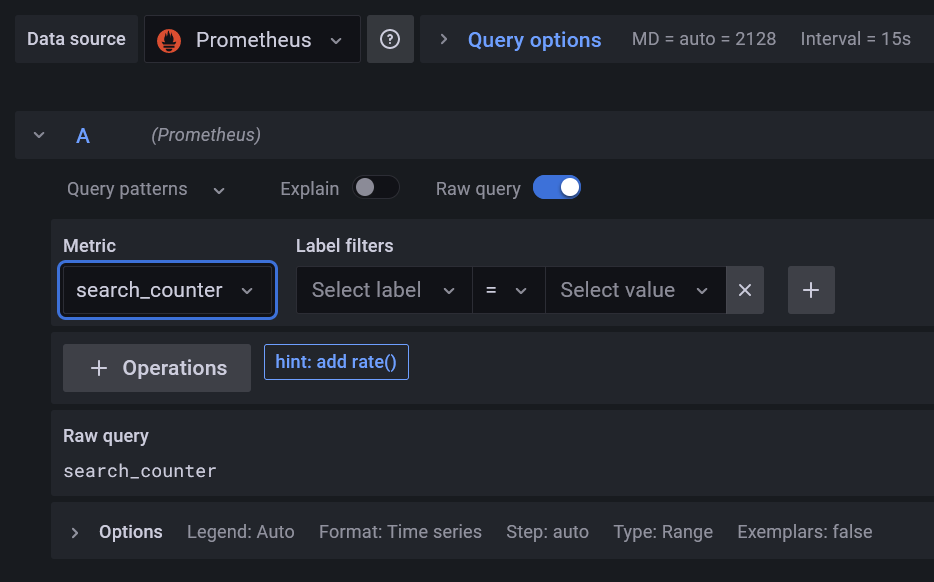 Data source Prometheus Query options MD = auto = 2128 Interval = 15s
A (Prometheus)
Query patterns Explain Raw query
Metric Label filters
search_counter Select label = Select value
+ Operations hint: add rate()
Raw query
search_counter
Options Legend: Auto Format: Time series Step: auto Type: Range Exemplars: false